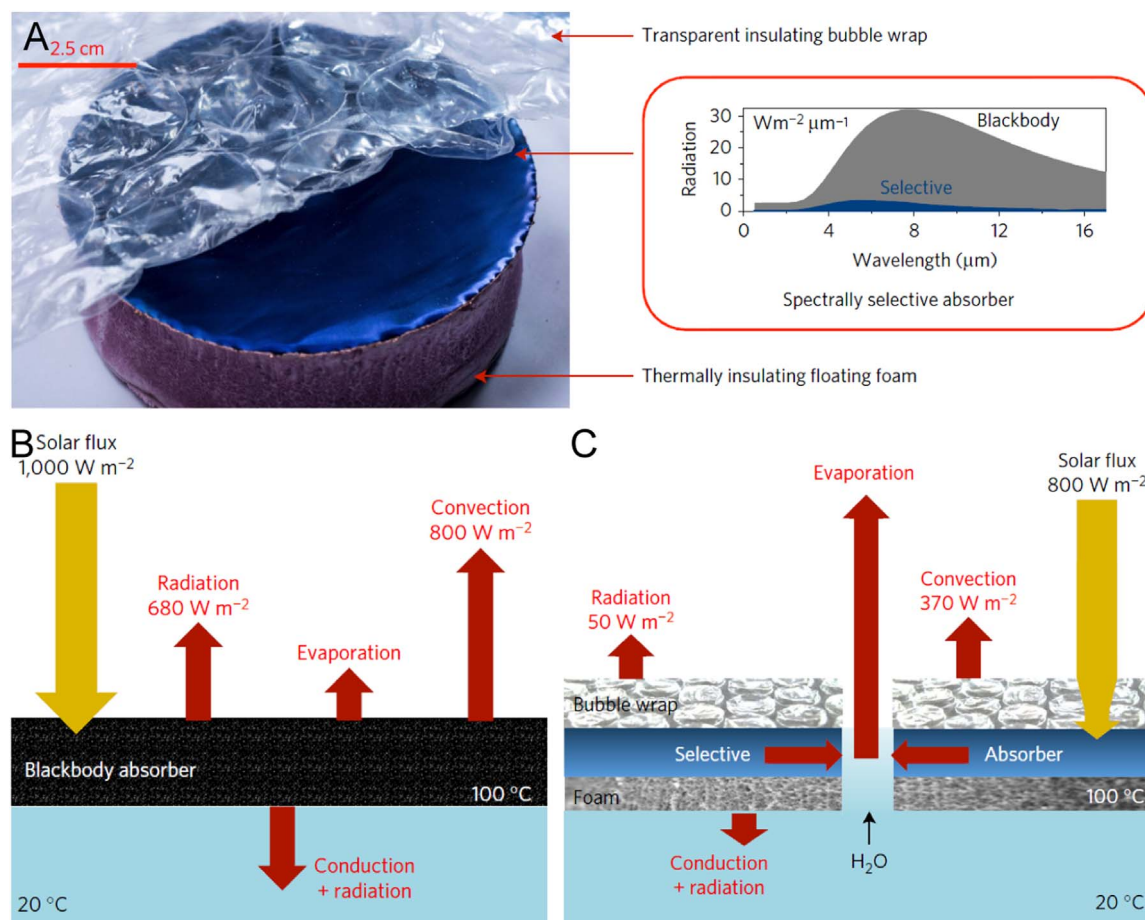 A
2.5 cm
Transparent insulating bubble wrap
30
20
10
0
Radiation
Wm−2 μm−1
Blackbody
Selective
0 4 8 12 16
Wavelength (μm)
Spectrally selective absorber
Thermally insulating floating foam
B
Solar flux
1,000 W m−2
Radiation
680 W m−2
Evaporation
Convection
800 W m−2
Blackbody absorber
100 °C
Conduction
+ radiation
20 °C
C
Evaporation
Solar flux
800 W m−2
Radiation
50 W m−2
Convection
370 W m−2
Bubble wrap
Selective
Absorber
Foam
100 °C
Conduction
+ radiation
H2O
20 °C